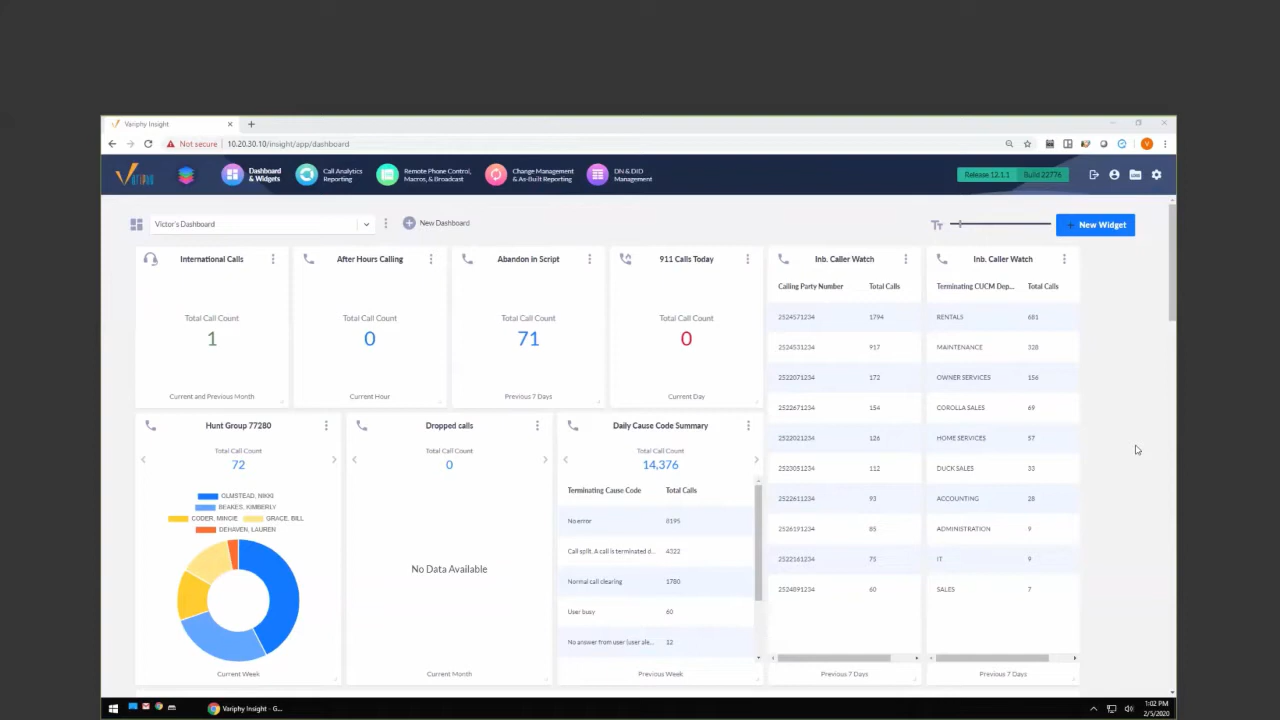 Variphy Insight
Not secure
10.20.30.10/insight/app/dashboard
Dashboard
& Widgets
Call Analytics
Reporting
Remote Phone Control,
Macros, & Broadcast
Change Management
& As-Built Reporting
DN & DID
Management
Release 12.1.1
Build 22776
Victor's Dashboard
New Dashboard
New Widget
International Calls
Total Call Count
1
Current and Previous Month
After Hours Calling
Total Call Count
0
Current Hour
Abandon in Script
Total Call Count
71
Previous 7 Days
911 Calls Today
Total Call Count
0
Current Day
Inb. Caller Watch
Calling Party Number Total Calls
2524571234 1794
2524531234 917
2522071234 172
2522671234 154
2522021234 126
2523051234 112
2522611234 93
2526191234 85
2522161234 75
2524891234 60
Previous 7 Days
Inb. Caller Watch
Terminating CUCM Dep... Total Calls
RENTALS 681
MAINTENANCE 328
OWNER SERVICES 156
COROLLA SALES 69
HOME SERVICES 57
DUCK SALES 33
ACCOUNTING 28
ADMINISTRATION 9
IT 9
SALES 7
Previous 7 Days
Hunt Group 77280
Total Call Count
72
OLMSTEAD, NIKKI
BEAKES, KIMBERLY
CODER, MINGIE GRACE, BILL
DEHAVEN, LAUREN
Current Week
Dropped calls
Total Call Count
0
No Data Available
Current Month
Daily Cause Code Summary
Total Call Count
14,376
Terminating Cause Code Total Calls
No error 8195
Call split. A call is terminated d... 4322
Normal call clearing 1780
User busy 60
No answer from user (user ale... 12
Previous Week
Variphy Insight - G...
1:02 PM
2/5/2020